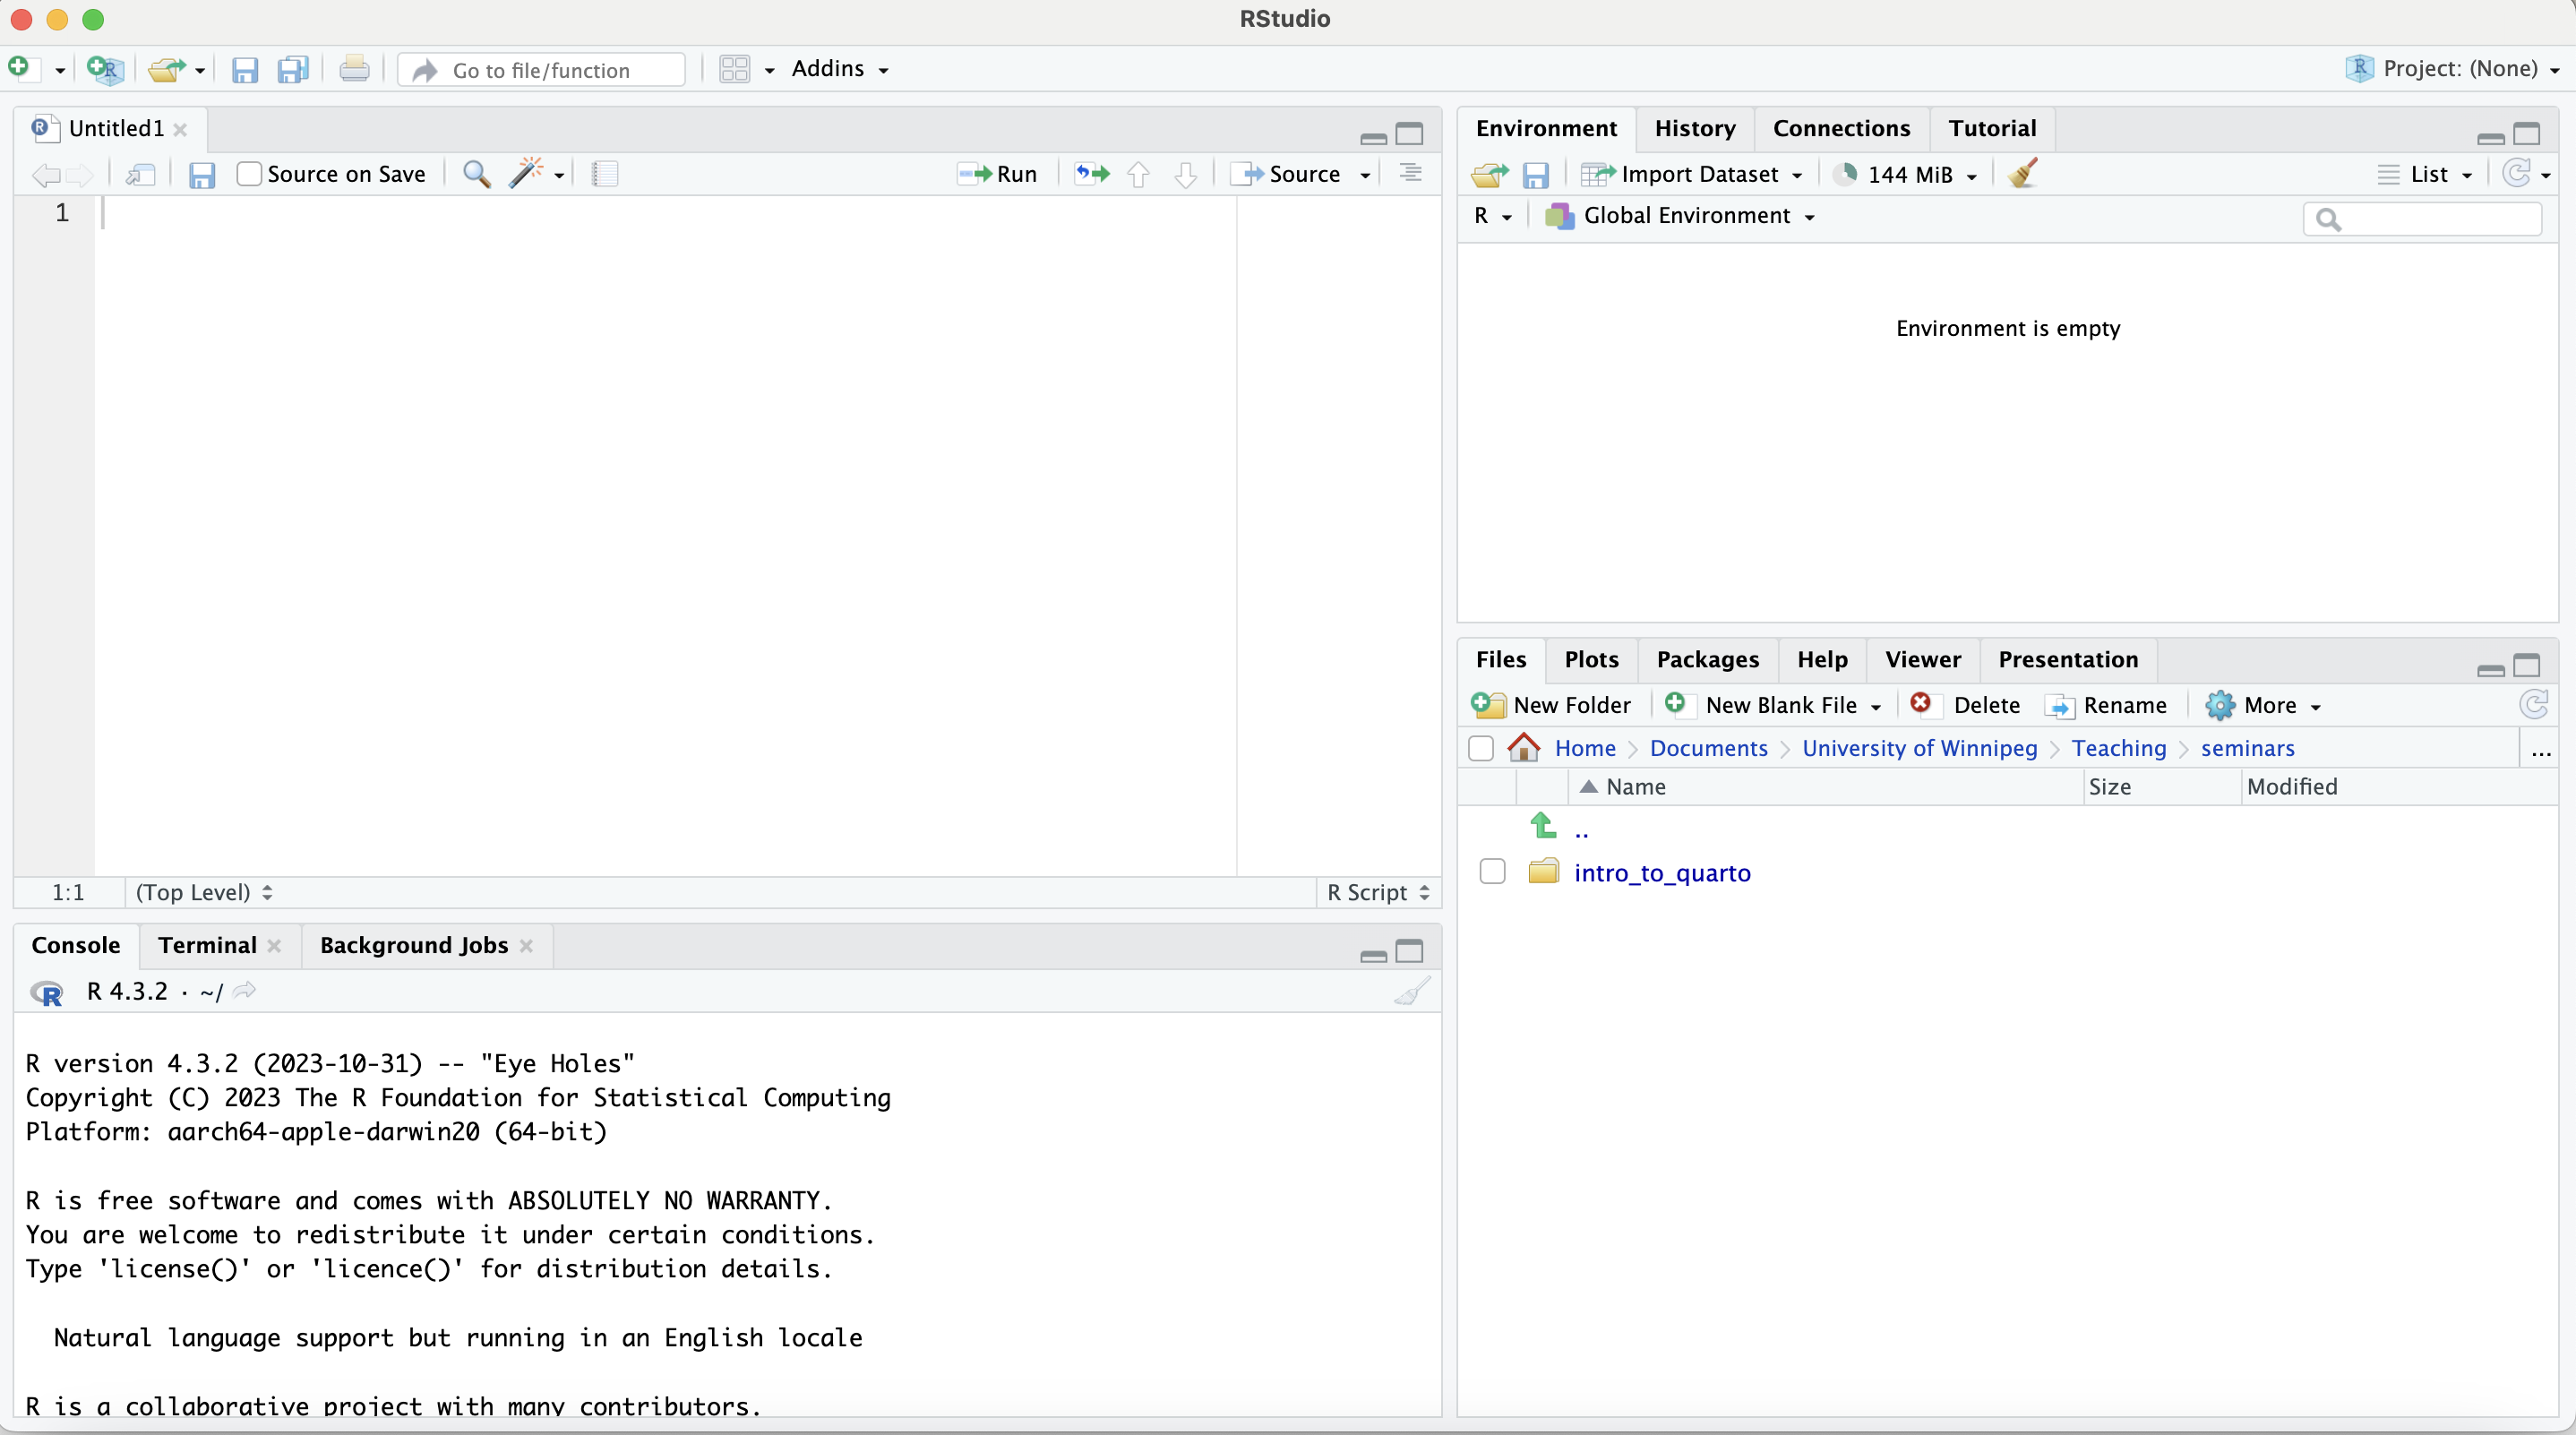 RStudio
Go to file/function
Addins
Project: (None)
Untitled1
Source on Save
Run
Source
1
1:1
(Top Level)
R Script
Console
Terminal
Background Jobs
R 4.3.2 · ~/
R version 4.3.2 (2023-10-31) -- "Eye Holes"
Copyright (C) 2023 The R Foundation for Statistical Computing
Platform: aarch64-apple-darwin20 (64-bit)
R is free software and comes with ABSOLUTELY NO WARRANTY.
You are welcome to redistribute it under certain conditions.
Type 'license()' or 'licence()' for distribution details.
Natural language support but running in an English locale
R is a collaborative project with many contributors.
Environment
History
Connections
Tutorial
Import Dataset
144 MiB
List
R
Global Environment
Environment is empty
Files
Plots
Packages
Help
Viewer
Presentation
New Folder
New Blank File
Delete
Rename
More
Home
Documents
University of Winnipeg
Teaching
seminars
...
Name
Size
Modified
..
intro_to_quarto